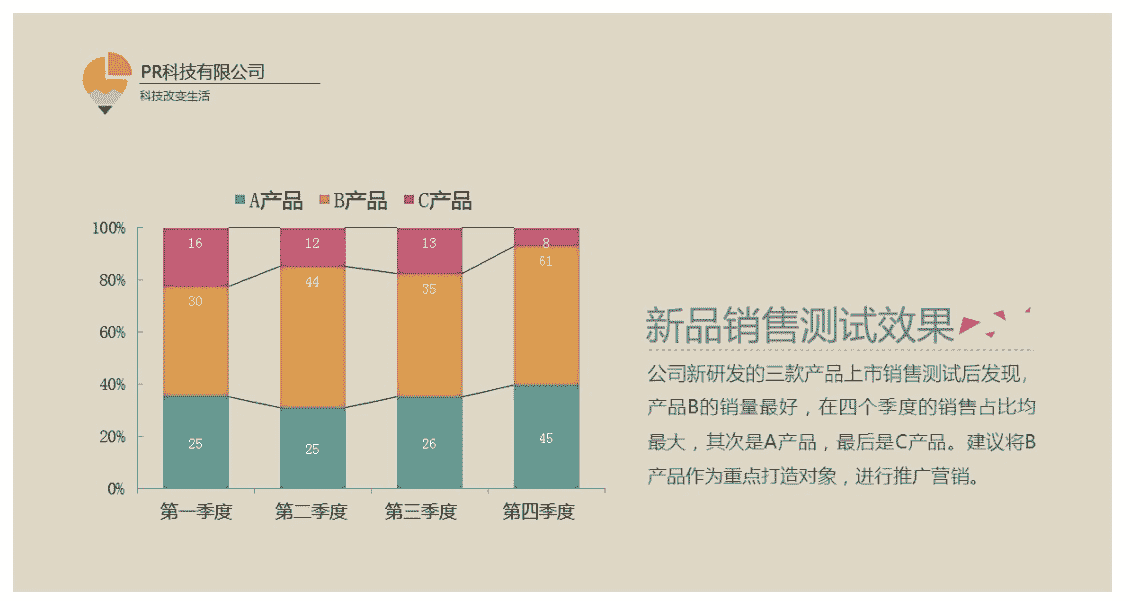 PR科技有限公司
科技改变生活
A产品 B产品 C产品
100%
80%
60%
40%
20%
0%
16 12 13 8
30 44 35 61
25 25 26 45
第一季度 第二季度 第三季度 第四季度
新品销售测试效果
公司新研发的三款产品上市销售测试后发现，
产品B的销量最好，在四个季度的销售占比均
最大，其次是A产品，最后是C产品。建议将B
产品作为重点打造对象，进行推广营销。